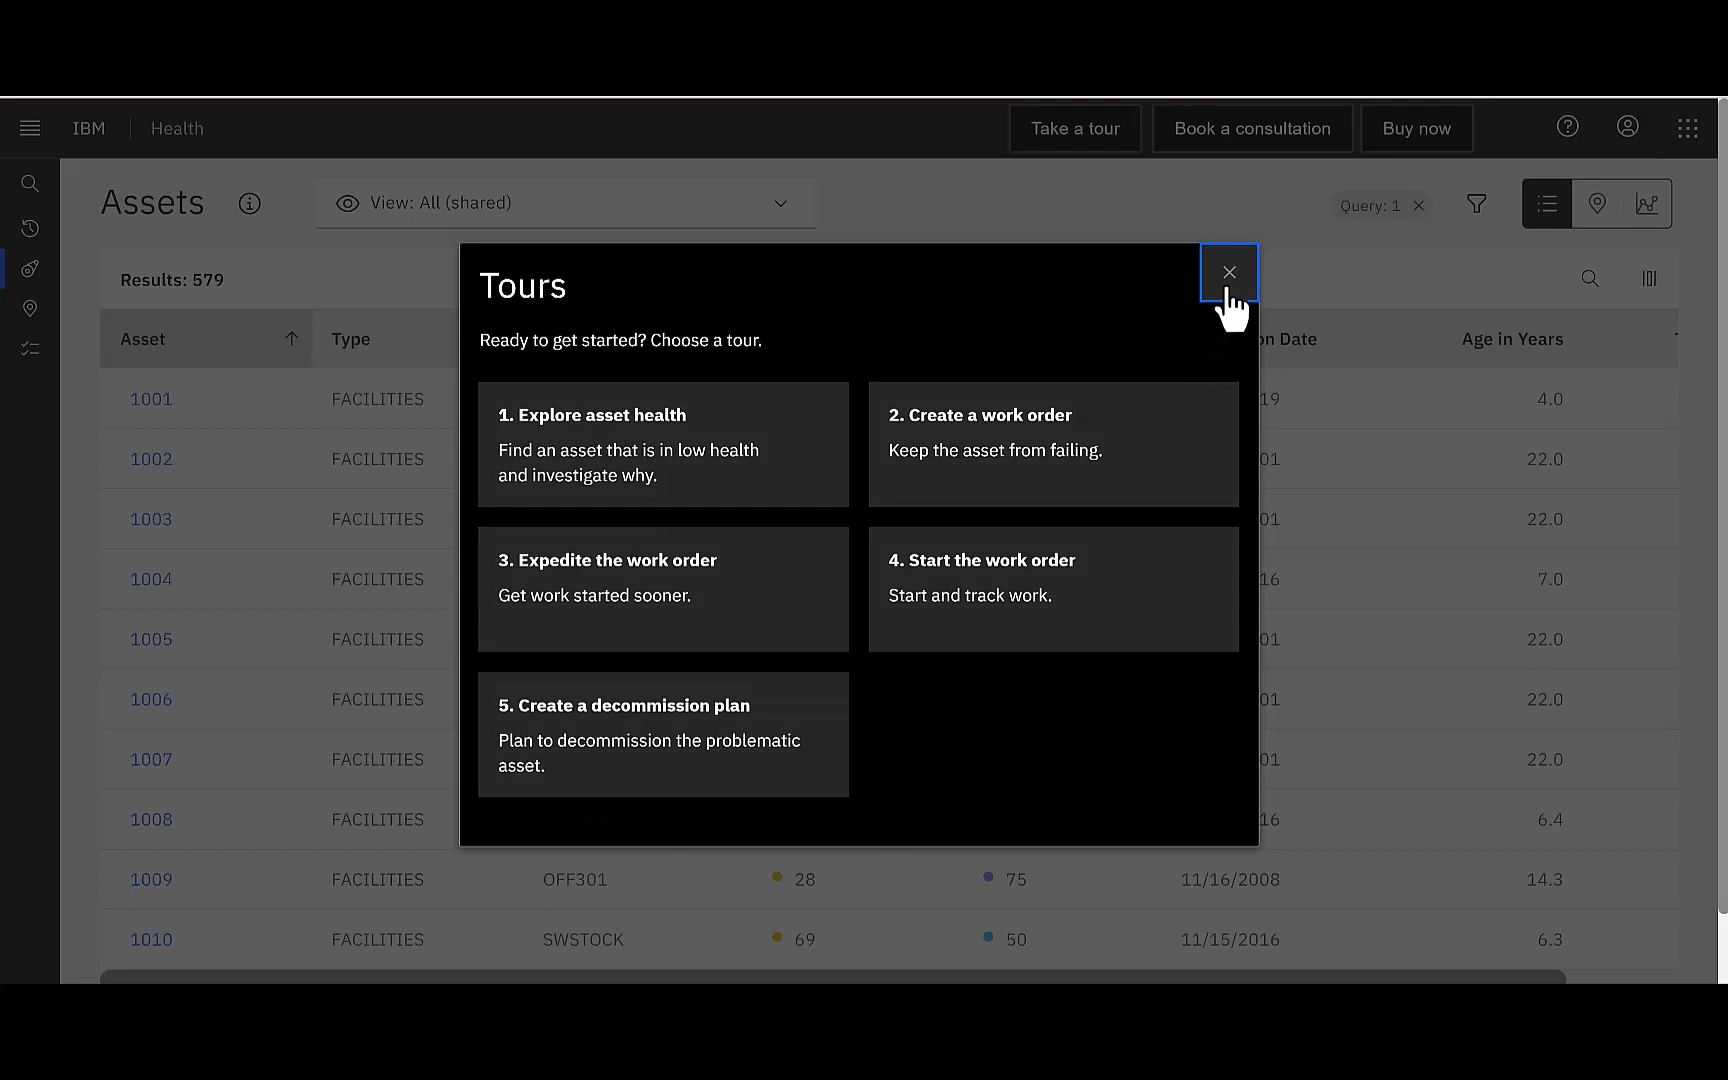 IBM Health Take a tour Book a consultation Buy now
Assets View: All (shared) Query: 1
Results: 579
Tours
Ready to get started? Choose a tour.
1. Explore asset health
Find an asset that is in low health
and investigate why.
2. Create a work order
Keep the asset from failing.
3. Expedite the work order
Get work started sooner.
4. Start the work order
Start and track work.
5. Create a decommission plan
Plan to decommission the problematic
asset.
Asset Type on Date Age in Years
1001 FACILITIES 19 4.0
1002 FACILITIES 01 22.0
1003 FACILITIES 01 22.0
1004 FACILITIES 16 7.0
1005 FACILITIES 01 22.0
1006 FACILITIES 01 22.0
1007 FACILITIES 01 22.0
1008 FACILITIES 16 6.4
1009 FACILITIES OFF301 28 75 11/16/2008 14.3
1010 FACILITIES SWSTOCK 69 50 11/15/2016 6.3